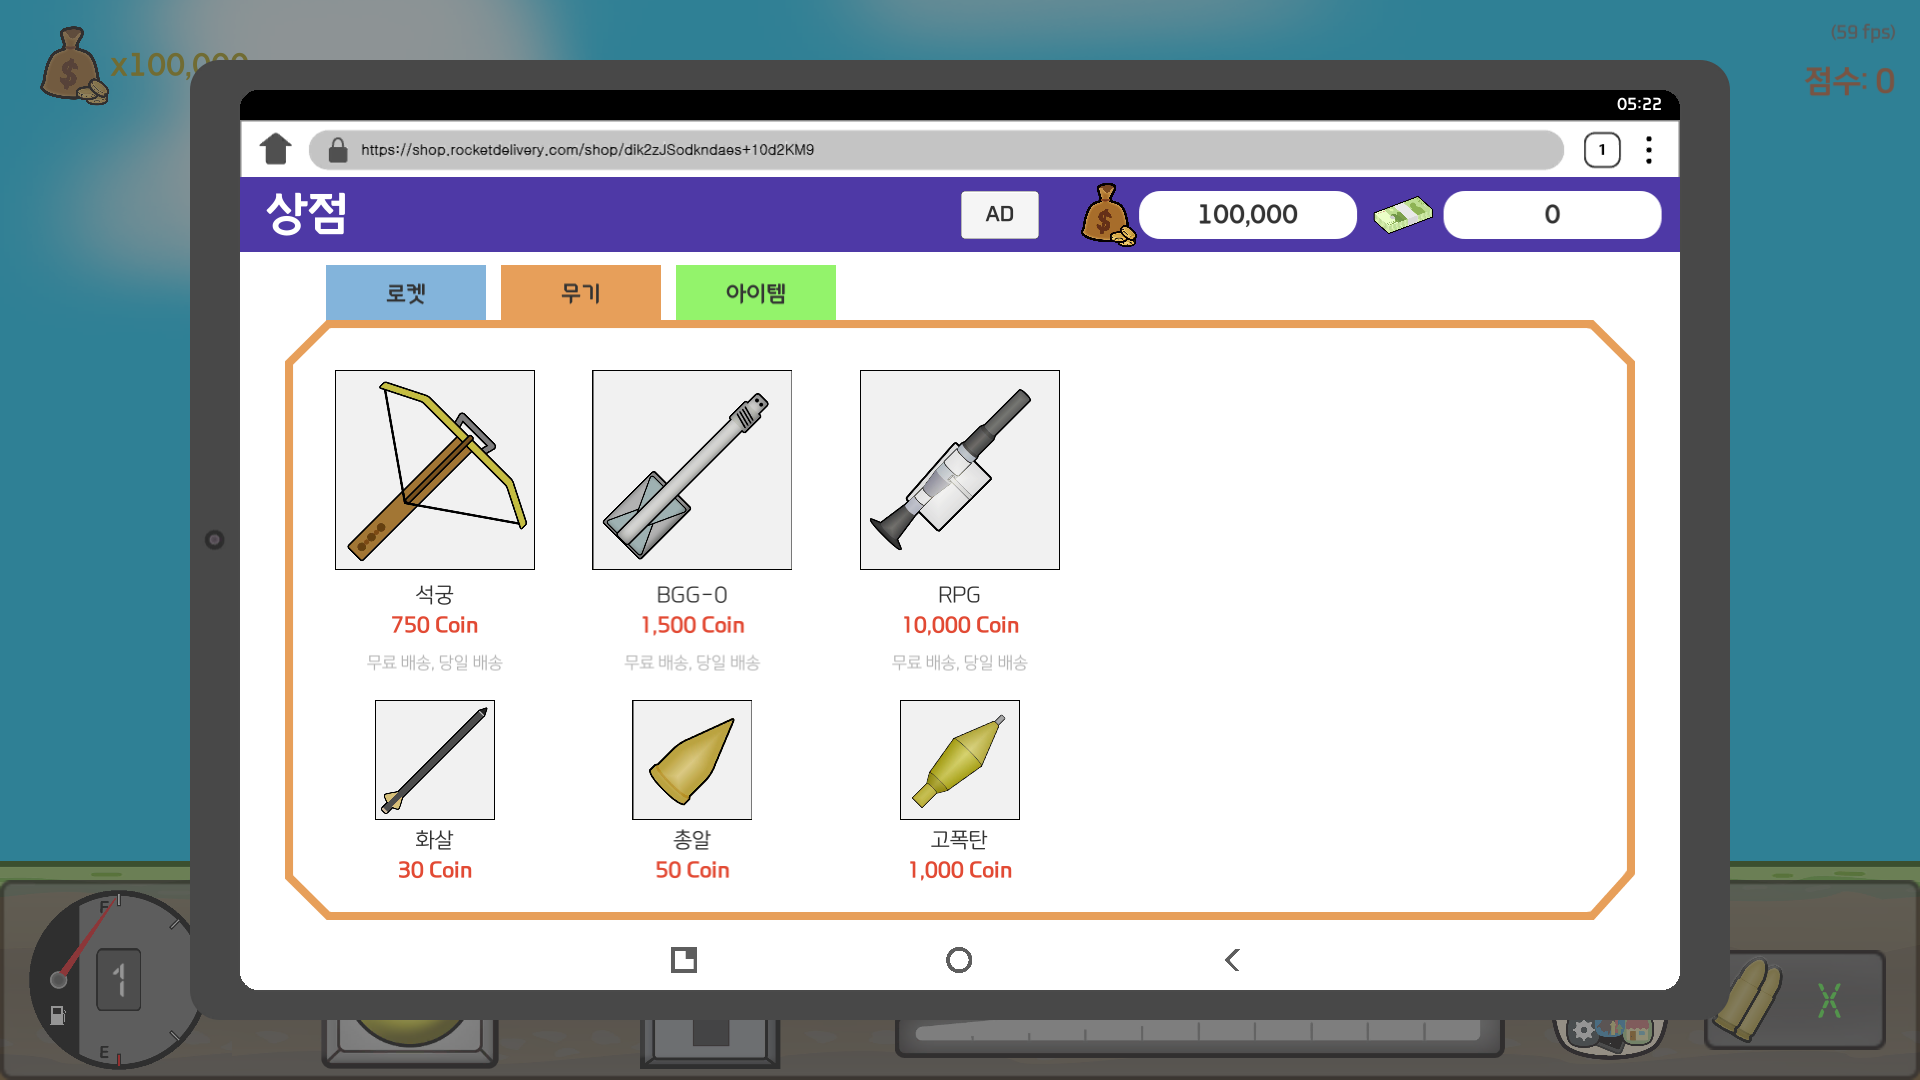 x100,000
(59 fps)
점수: 0
05:22
https://shop.rocketdelivery.com/shop/dik2zJSodkndaes+10d2KM9
1
상점
AD
100,000
0
로켓
무기
아이템
석궁
BGG-0
RPG
750 Coin
1,500 Coin
10,000 Coin
무료 배송, 당일 배송
무료 배송, 당일 배송
무료 배송, 당일 배송
화살
총알
고폭탄
30 Coin
50 Coin
1,000 Coin
F
1
E
X